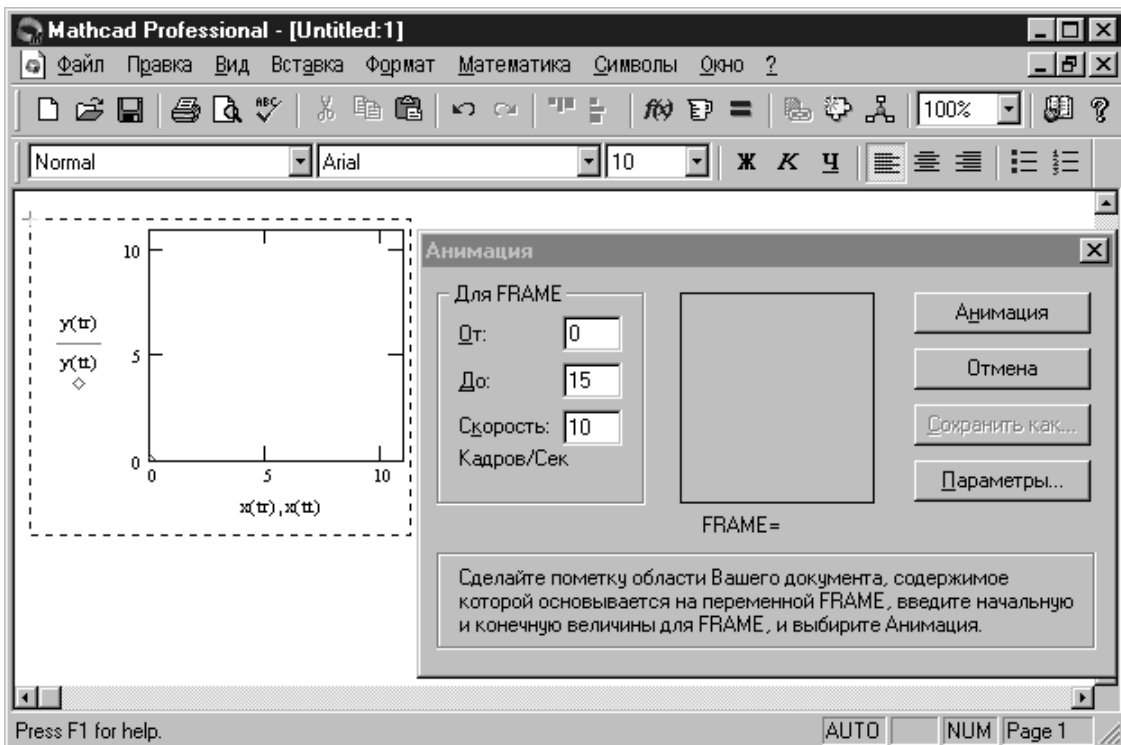 Mathcad Professional - [Untitled:1]
Файл Правка Вид Вставка Формат Математика Символы Окно ?
ABC f(x) = 100% ?
Normal Arial 10 Ж К Ч
10
y(tr)
y(tt)
5
0
0 5 10
x(tr),x(tt)
Анимация
Для FRAME
От: 0
До: 15
Скорость: 10
Кадров/Сек
FRAME=
Анимация
Отмена
Сохранить как...
Параметры...
Сделайте пометку области Вашего документа, содержимое
которой основывается на переменной FRAME, введите начальную
и конечную величины для FRAME, и выбирите Анимация.
Press F1 for help. AUTO NUM Page 1